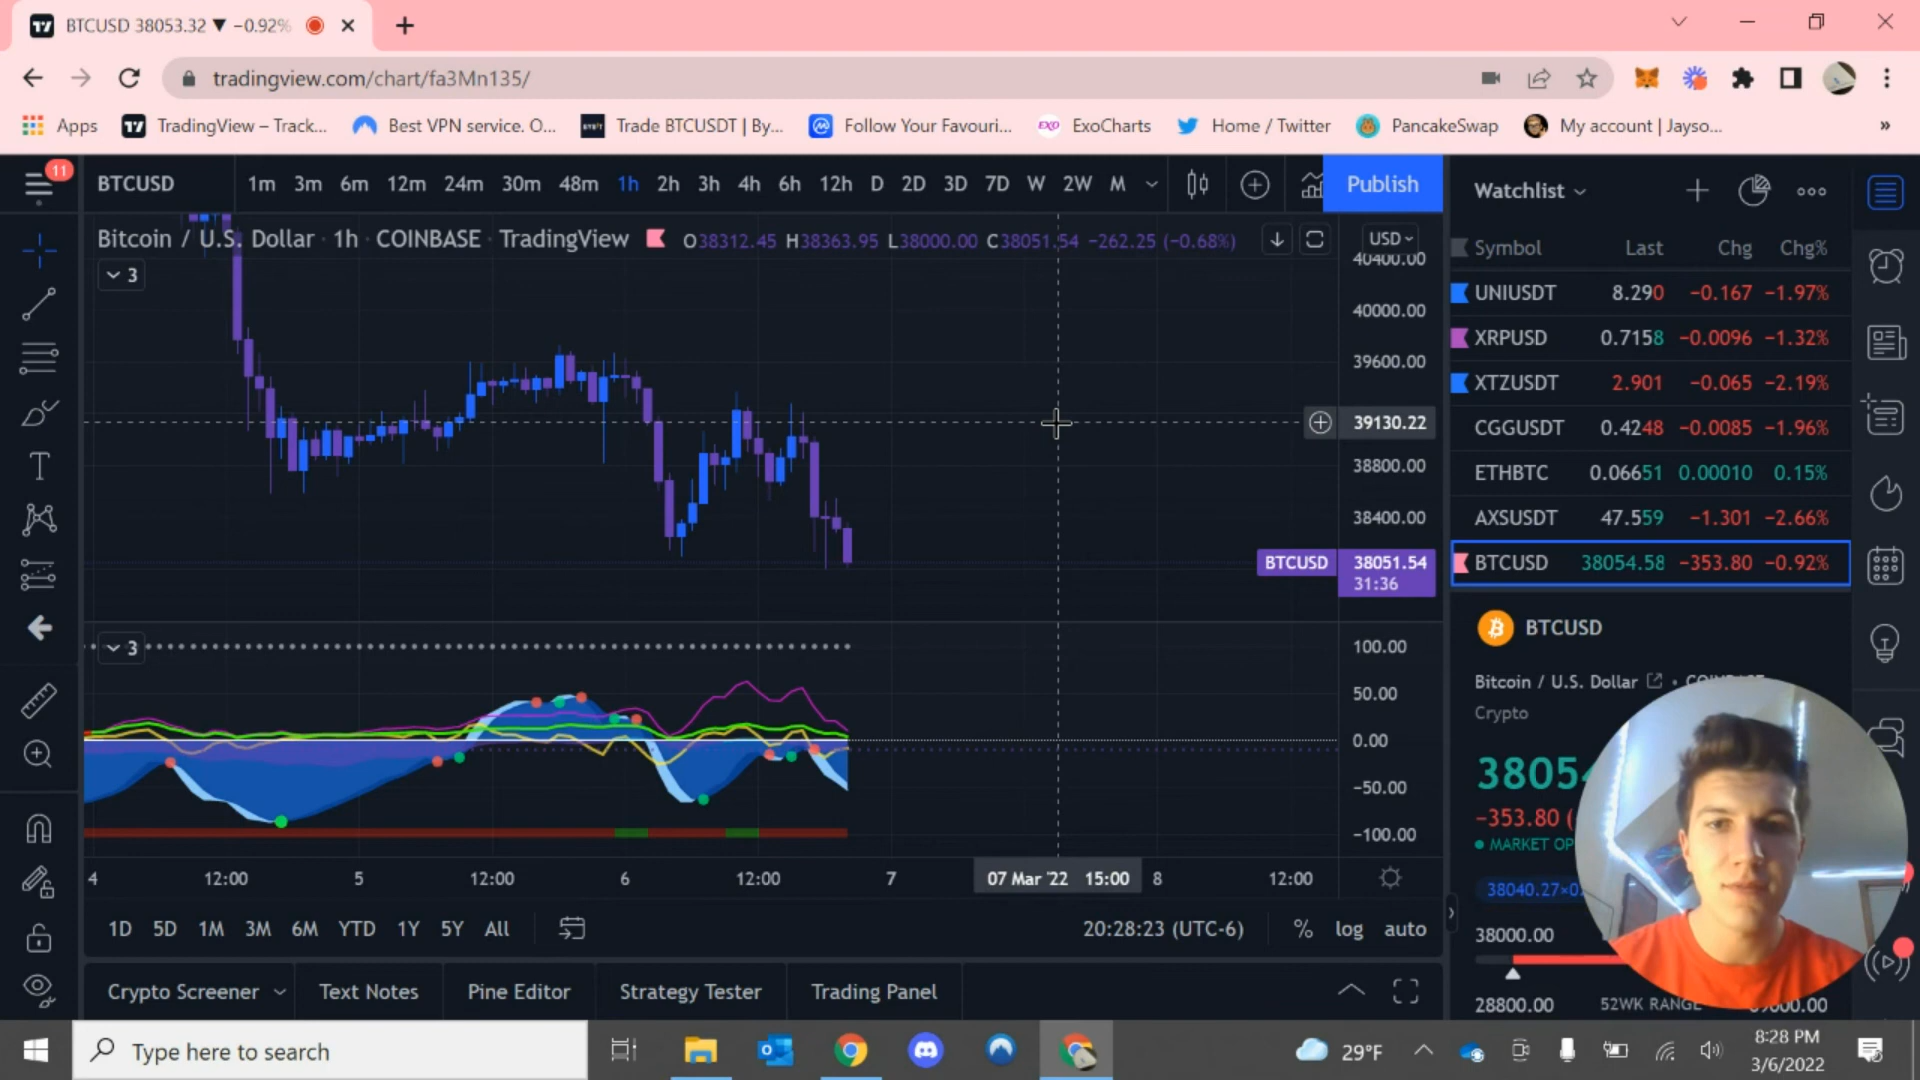 BTCUSD 38053.32 ▼ −0.92%
tradingview.com/chart/fa3Mn135/
Apps TradingView – Track... Best VPN service. O... Trade BTCUSDT | By... Follow Your Favouri... ExoCharts Home / Twitter PancakeSwap My account | Jayso... »
11
BTCUSD 1m 3m 6m 12m 24m 30m 48m 1h 2h 3h 4h 6h 12h D 2D 3D 7D W 2W M Publish
Bitcoin / U.S. Dollar · 1h · COINBASE · TradingView O38312.45 H38363.95 L38000.00 C38051.54 −262.25 (−0.68%)
3
USD
40400.00
40000.00
39600.00
39130.22
38800.00
38400.00
BTCUSD 38051.54
31:36
3
100.00
50.00
0.00
−50.00
−100.00
4 12:00 5 12:00 6 12:00 7 07 Mar '22 15:00 8 12:00
1D 5D 1M 3M 6M YTD 1Y 5Y All 20:28:23 (UTC-6) % log auto
Crypto Screener Text Notes Pine Editor Strategy Tester Trading Panel
Watchlist
Symbol Last Chg Chg%
UNIUSDT 8.290 −0.167 −1.97%
XRPUSD 0.7158 −0.0096 −1.32%
XTZUSDT 2.901 −0.065 −2.19%
CGGUSDT 0.4248 −0.0085 −1.96%
ETHBTC 0.06651 0.00010 0.15%
AXSUSDT 47.559 −1.301 −2.66%
BTCUSD 38054.58 −353.80 −0.92%
BTCUSD
Bitcoin / U.S. Dollar •
Crypto
3805
−353.80 (
MARKET OP
38040.27×0
38000.00
28800.00 52WK RANGE
Type here to search
29°F
8:28 PM
3/6/2022